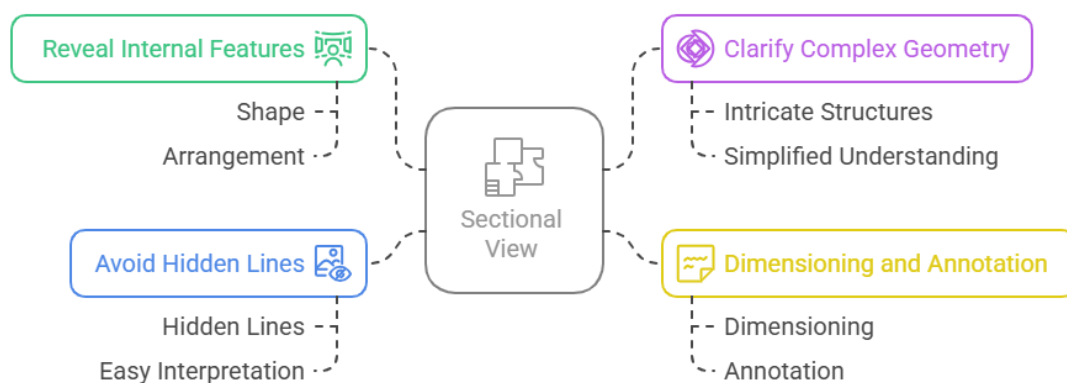 Reveal Internal Features
Shape
Arrangement
Clarify Complex Geometry
Intricate Structures
Simplified Understanding
Sectional
View
Avoid Hidden Lines
Hidden Lines
Easy Interpretation
Dimensioning and Annotation
Dimensioning
Annotation